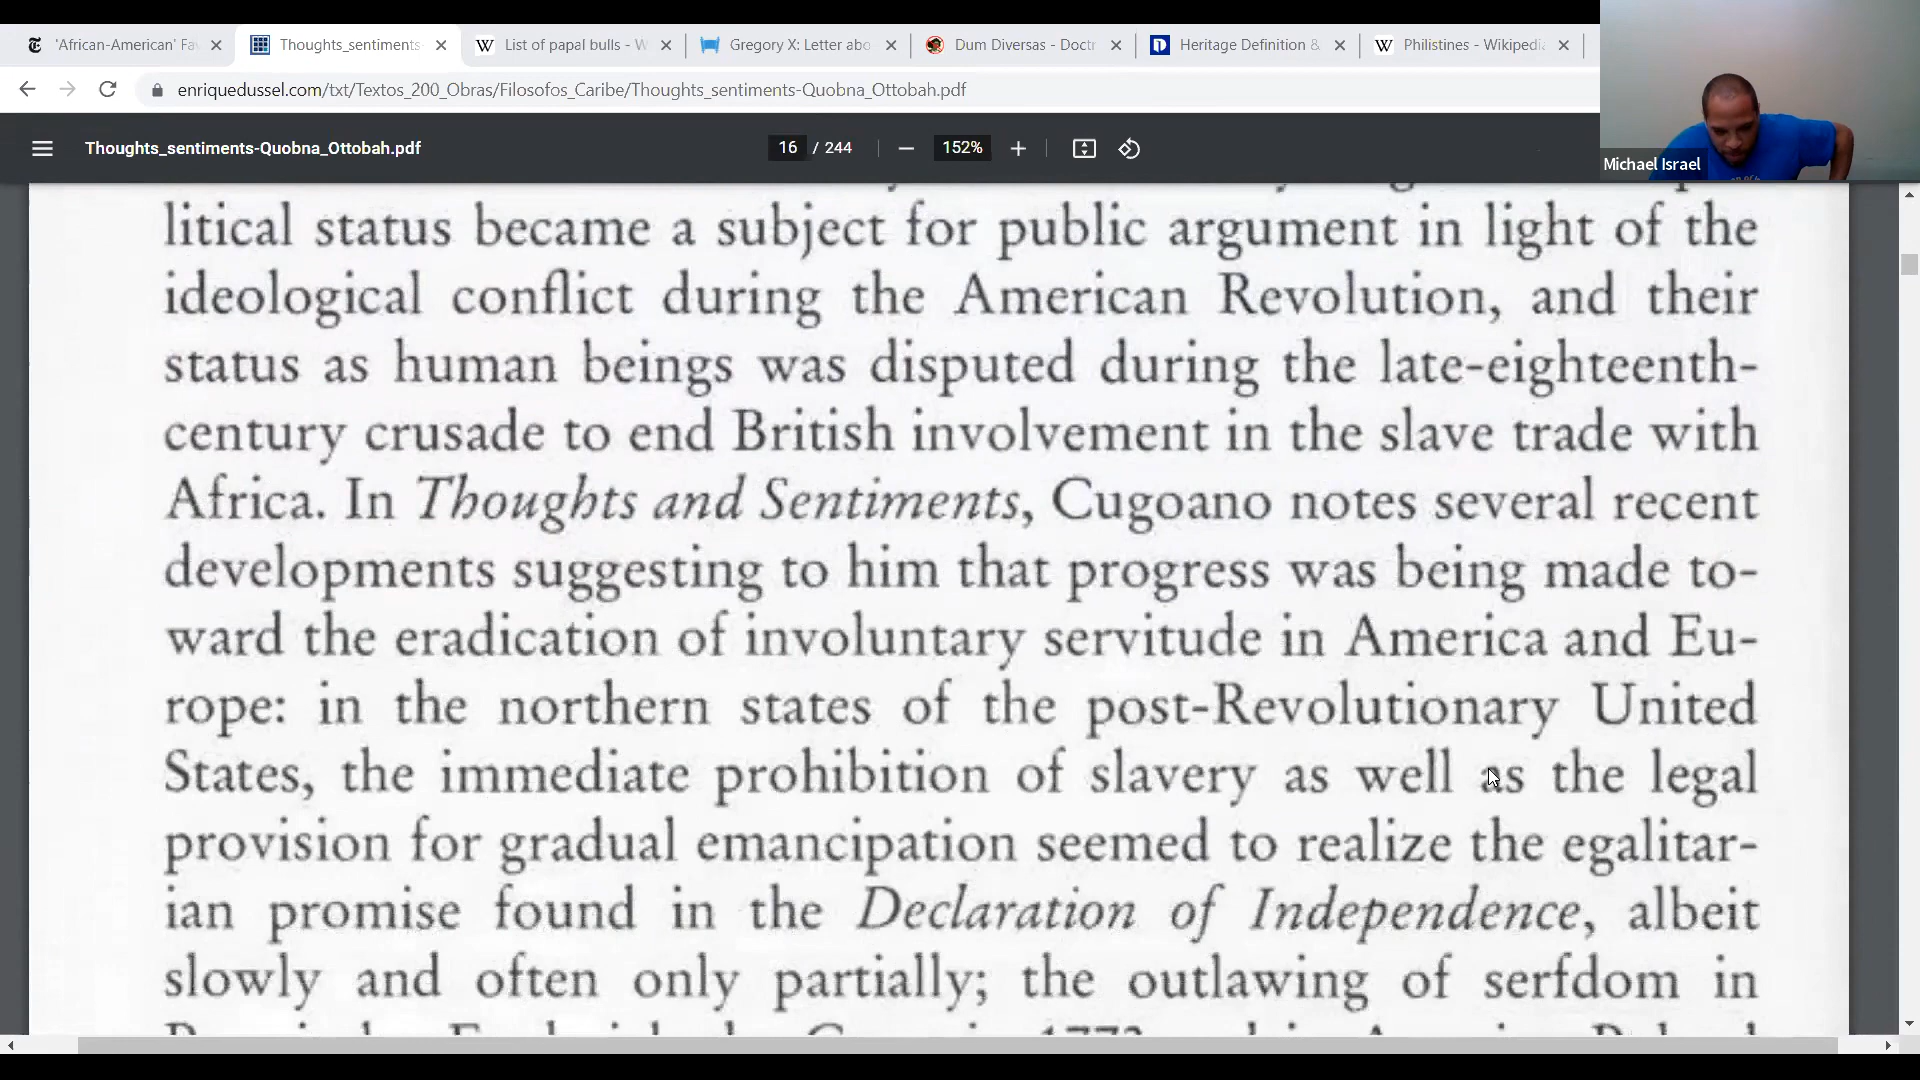 'African-American' Fa
Thoughts_sentiments-
List of papal bulls - W
Gregory X: Letter abo
Dum Diversas - Doctr
Heritage Definition &
Philistines - Wikipedi
enriquedussel.com/txt/Textos_200_Obras/Filosofos_Caribe/Thoughts_sentiments-Quobna_Ottobah.pdf
Thoughts_sentiments-Quobna_Ottobah.pdf
16 / 244
152%
Michael Israel
litical status became a subject for public argument in light of the
ideological conflict during the American Revolution, and their
status as human beings was disputed during the late-eighteenth-
century crusade to end British involvement in the slave trade with
Africa. In Thoughts and Sentiments, Cugoano notes several recent
developments suggesting to him that progress was being made to-
ward the eradication of involuntary servitude in America and Eu-
rope: in the northern states of the post-Revolutionary United
States, the immediate prohibition of slavery as well as the legal
provision for gradual emancipation seemed to realize the egalitar-
ian promise found in the Declaration of Independence, albeit
slowly and often only partially; the outlawing of serfdom in